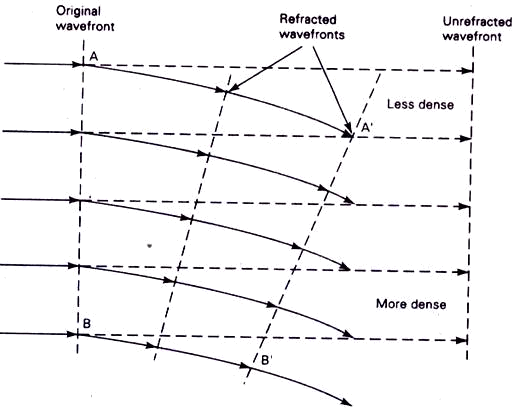 Original
wavefront
Refracted
wavefronts
Unrefracted
wavefront
A
Less dense
A'
More dense
B
B'